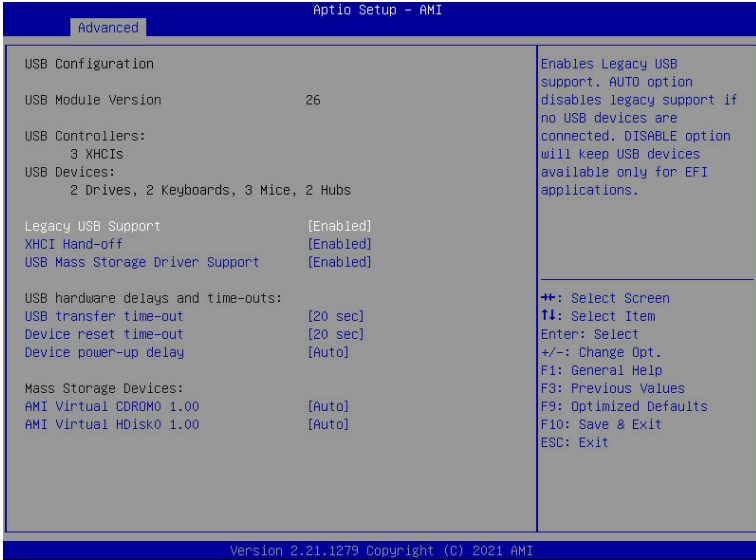 Aptio Setup – AMI
Advanced
USB Configuration
USB Module Version 26
USB Controllers:
3 XHCIs
USB Devices:
2 Drives, 2 Keyboards, 3 Mice, 2 Hubs
Legacy USB Support [Enabled]
XHCI Hand-off [Enabled]
USB Mass Storage Driver Support [Enabled]
USB hardware delays and time-outs:
USB transfer time-out [20 sec]
Device reset time-out [20 sec]
Device power-up delay [Auto]
Mass Storage Devices:
AMI Virtual CDROM0 1.00 [Auto]
AMI Virtual HDisk0 1.00 [Auto]
Enables Legacy USB
support. AUTO option
disables legacy support if
no USB devices are
connected. DISABLE option
will keep USB devices
available only for EFI
applications.
→←: Select Screen
↑↓: Select Item
Enter: Select
+/-: Change Opt.
F1: General Help
F3: Previous Values
F9: Optimized Defaults
F10: Save & Exit
ESC: Exit
Version 2.21.1279 Copyright (C) 2021 AMI